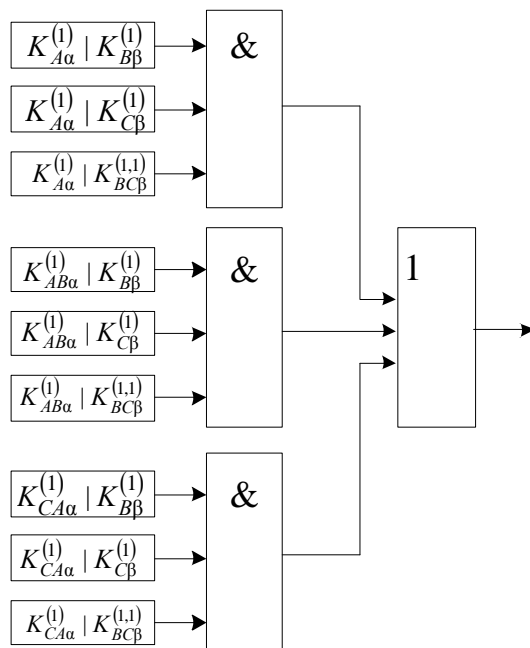 K_{Aα}^{(1)} | K_{Bβ}^{(1)}
&
K_{Aα}^{(1)} | K_{Cβ}^{(1)}
K_{Aα}^{(1)} | K_{BCβ}^{(1,1)}
K_{ABα}^{(1)} | K_{Bβ}^{(1)}
&
1
K_{ABα}^{(1)} | K_{Cβ}^{(1)}
K_{ABα}^{(1)} | K_{BCβ}^{(1,1)}
K_{CAα}^{(1)} | K_{Bβ}^{(1)}
&
K_{CAα}^{(1)} | K_{Cβ}^{(1)}
K_{CAα}^{(1)} | K_{BCβ}^{(1,1)}